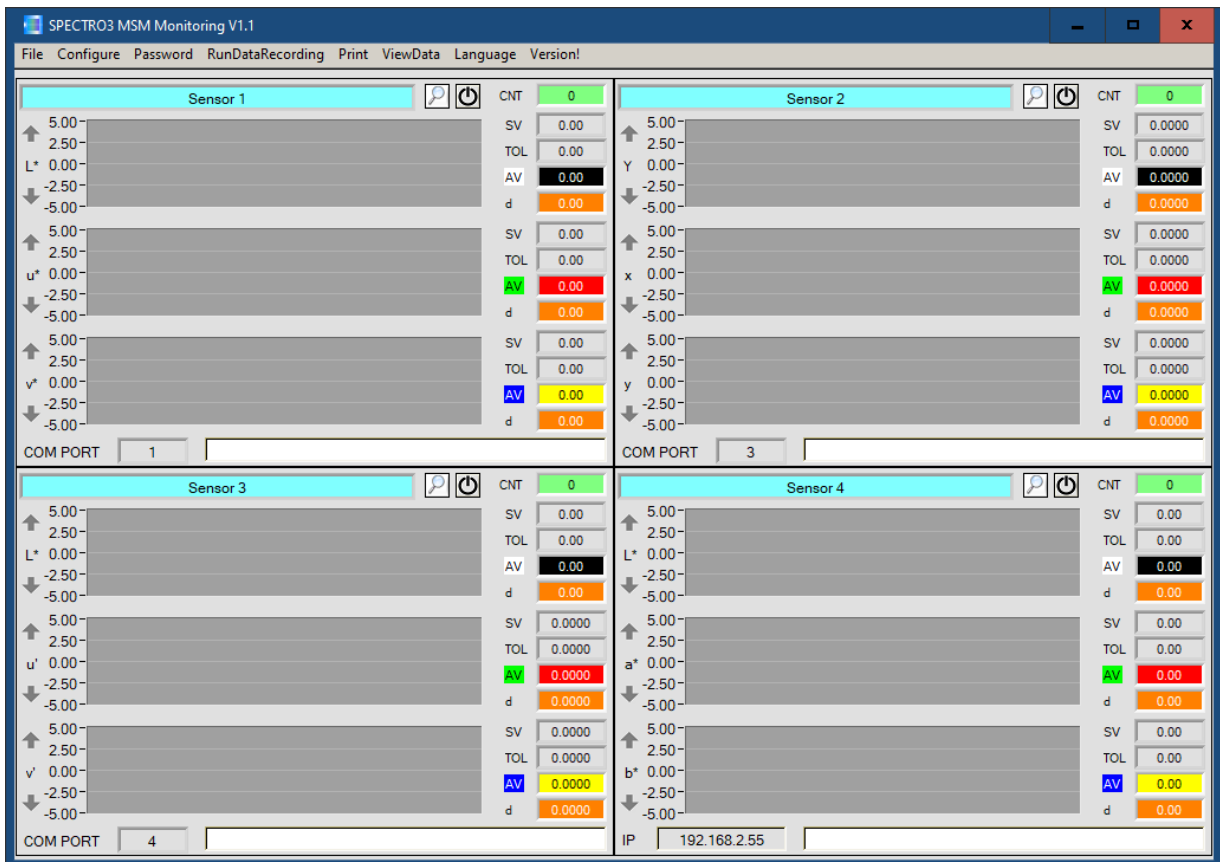 SPECTRO3 MSM Monitoring V1.1
File Configure Password RunDataRecording Print ViewData Language Version!
Sensor 1 CNT 0
5.00 SV 0.00
2.50 TOL 0.00
L* 0.00
-2.50 AV 0.00
-5.00 d 0.00
5.00 SV 0.00
2.50 TOL 0.00
u* 0.00
-2.50 AV 0.00
-5.00 d 0.00
5.00 SV 0.00
2.50 TOL 0.00
v* 0.00
-2.50 AV 0.00
-5.00 d 0.00
COM PORT 1
Sensor 2 CNT 0
5.00 SV 0.0000
2.50 TOL 0.0000
Y 0.00
-2.50 AV 0.0000
-5.00 d 0.0000
5.00 SV 0.0000
2.50 TOL 0.0000
x 0.00
-2.50 AV 0.0000
-5.00 d 0.0000
5.00 SV 0.0000
2.50 TOL 0.0000
y 0.00
-2.50 AV 0.0000
-5.00 d 0.0000
COM PORT 3
Sensor 3 CNT 0
5.00 SV 0.00
2.50 TOL 0.00
L* 0.00
-2.50 AV 0.00
-5.00 d 0.00
5.00 SV 0.0000
2.50 TOL 0.0000
u' 0.00
-2.50 AV 0.0000
-5.00 d 0.0000
5.00 SV 0.0000
2.50 TOL 0.0000
v' 0.00
-2.50 AV 0.0000
-5.00 d 0.0000
COM PORT 4
Sensor 4 CNT 0
5.00 SV 0.00
2.50 TOL 0.00
L* 0.00
-2.50 AV 0.00
-5.00 d 0.00
5.00 SV 0.00
2.50 TOL 0.00
a* 0.00
-2.50 AV 0.00
-5.00 d 0.00
5.00 SV 0.00
2.50 TOL 0.00
b* 0.00
-2.50 AV 0.00
-5.00 d 0.00
IP 192.168.2.55